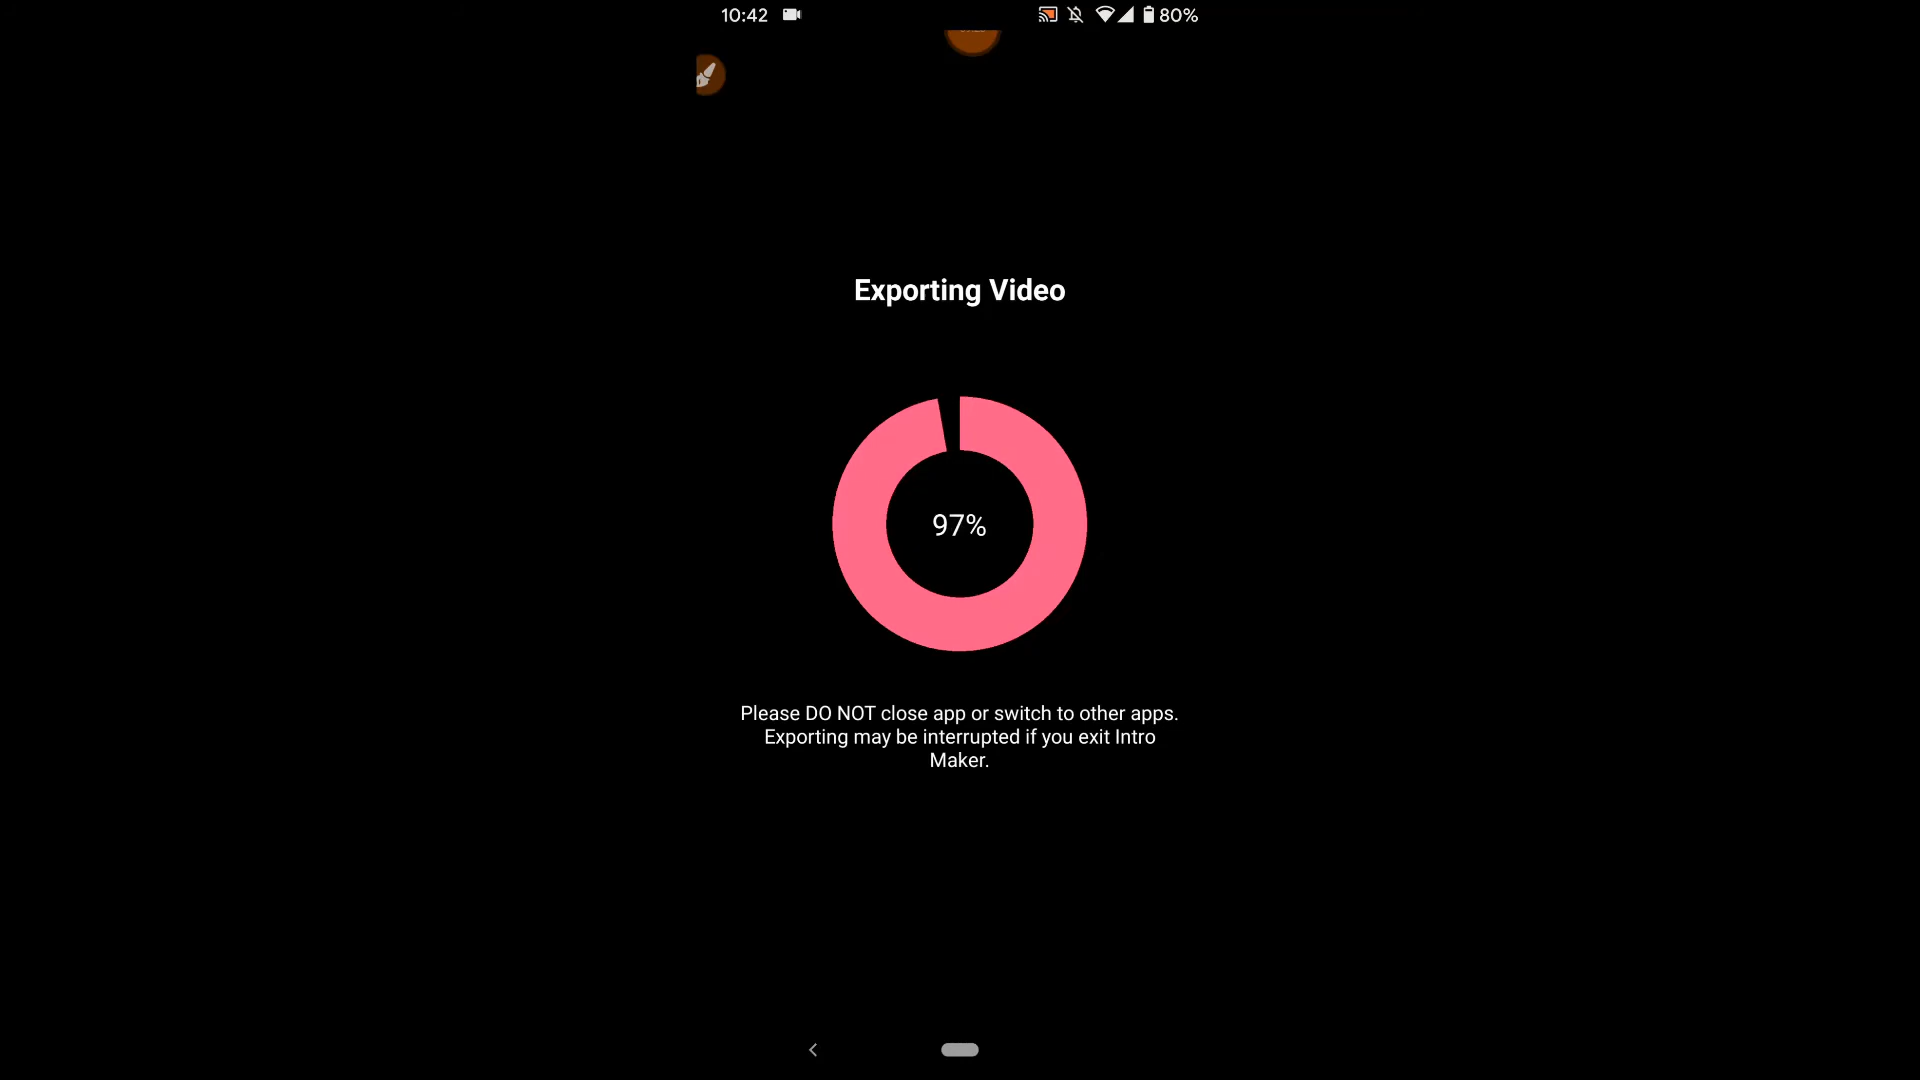 10:42
80%
Exporting Video
97%
Please DO NOT close app or switch to other apps.
Exporting may be interrupted if you exit Intro
Maker.